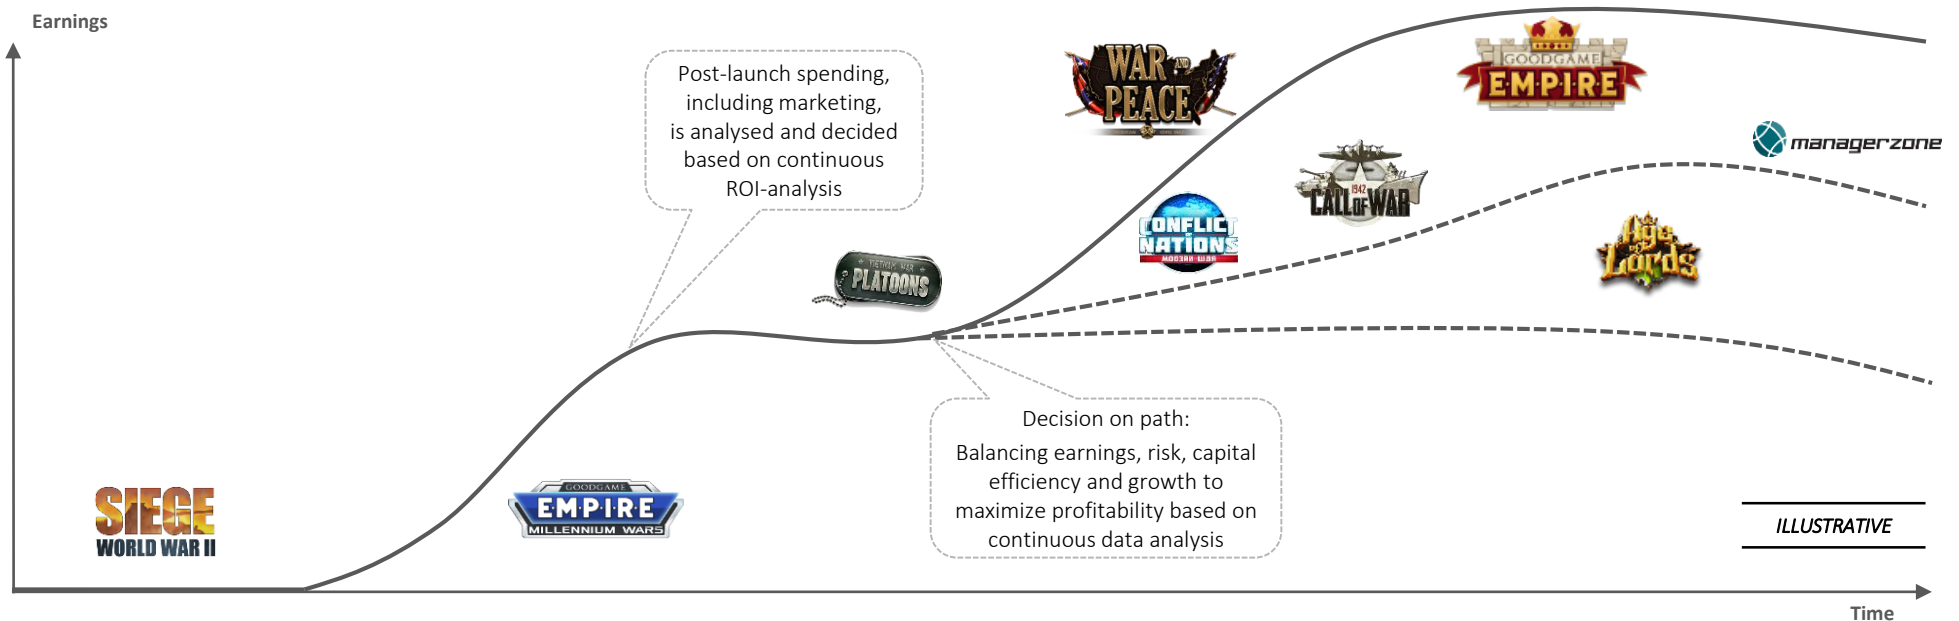 Earnings
Post-launch spending,
including marketing,
is analysed and decided
based on continuous
ROI-analysis
WAR AND
PEACE
GOODGAME
EMPIRE
managerzone
1942
CALL OF WAR
CONFLICT
NATIONS
MODERN WAR
Age
of
Lords
VIETNAM WAR
PLATOONS
Decision on path:
Balancing earnings, risk, capital
efficiency and growth to
maximize profitability based on
continuous data analysis
SIEGE
WORLD WAR II
GOODGAME
EMPIRE
MILLENNIUM WARS
ILLUSTRATIVE
Time